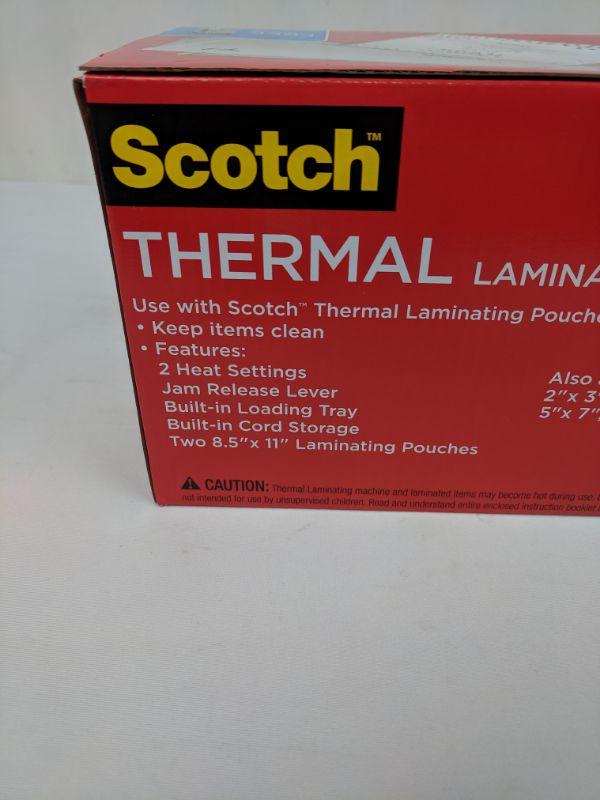 Scotch™
THERMAL LAMINA
Use with Scotch™ Thermal Laminating Pouche
• Keep items clean
• Features:
2 Heat Settings
Jam Release Lever
Built-in Loading Tray
Built-in Cord Storage
Two 8.5"x 11" Laminating Pouches
Also
2"x 3"
5"x 7",
⚠ CAUTION: Thermal Laminating machine and laminated items may become hot during use.
not intended for use by unsupervised children. Read and understand entire enclosed instruction booklet